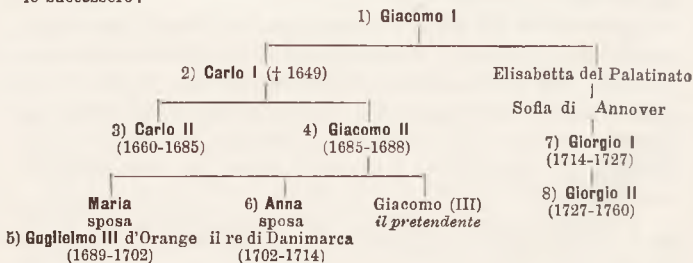 1) Giacomo I
2) Carlo I († 1649)
Elisabetta del Palatinato
Sofia di Annover
3) Carlo II
(1660-1685)
4) Giacomo II
(1685-1688)
7) Giorgio I
(1714-1727)
Maria
sposa
5) Guglielmo III d'Orange
(1689-1702)
6) Anna
sposa
il re di Danimarca
(1702-1714)
Giacomo (III)
il pretendente
8) Giorgio II
(1727-1760)